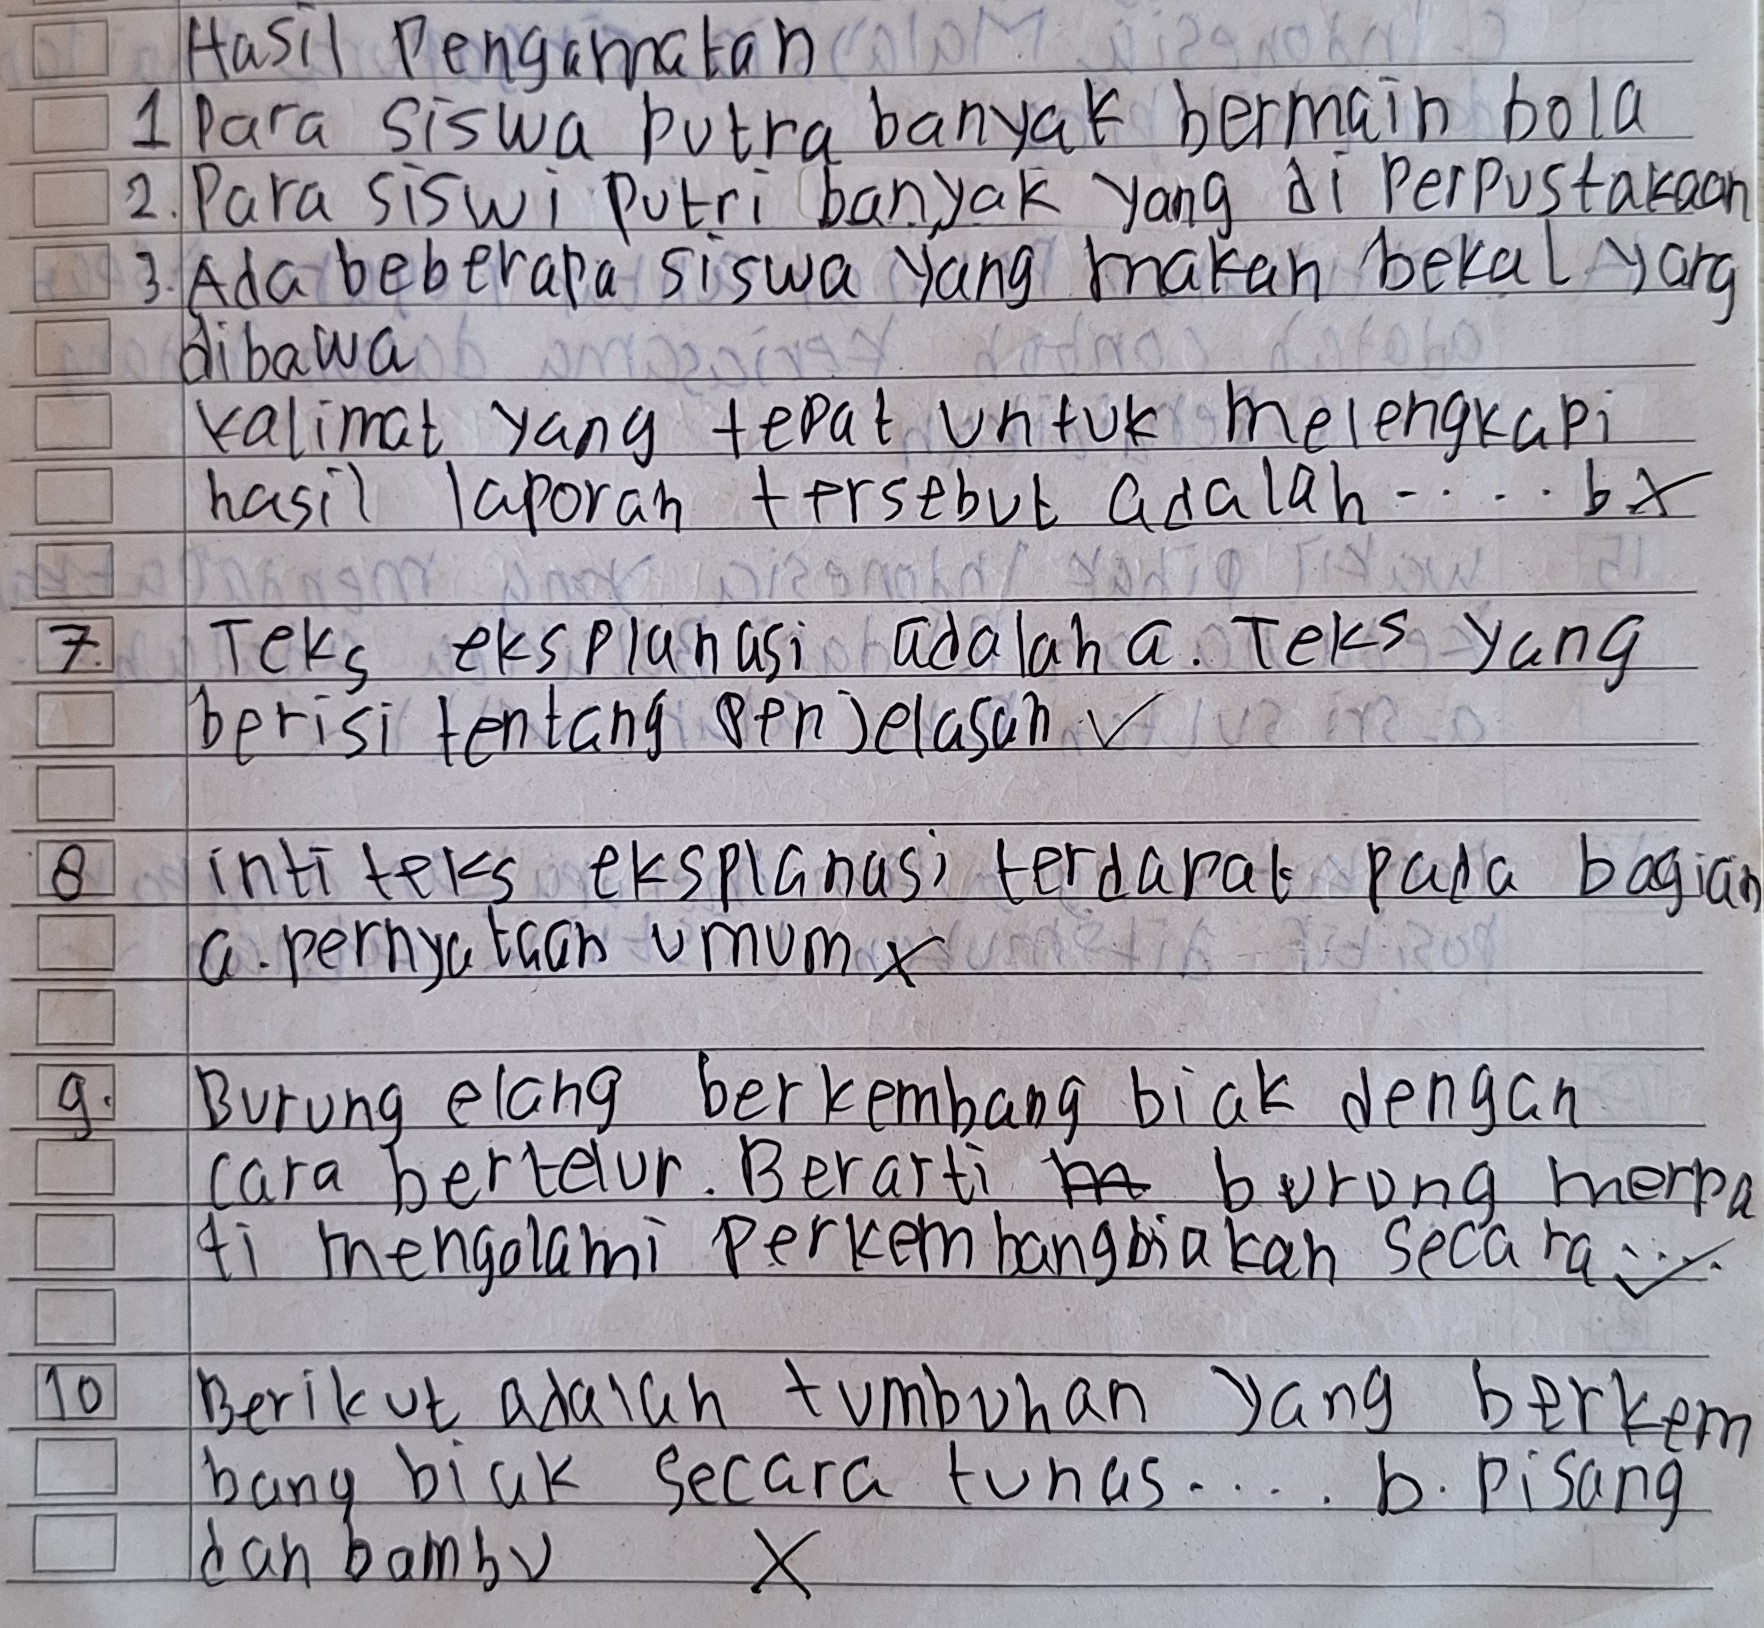 Hasil Pengamatan
1 Para siswa putra banyak bermain bola
2. Para siswi putri banyak yang di Perpustakaan
3. Ada beberapa siswa yang makan bekal yang
dibawa
kalimat yang tepat untuk melengkapi
hasil laporan tersebut adalah - . . . . b X
7. Teks eksplanasi adalah a. Teks yang
berisi tentang penjelasan ✓
8 inti teks eksplanasi terdapat pada bagian
a. pernyataan umum X
9. Burung elang berkembang biak dengan
cara bertelur. Berarti burung merpa
ti mengalami Perkembangbiakan secara .... ✓
10 Berikut adalah tumbuhan yang berkem
bang biak secara tunas. . . . b. Pisang
dan bambu X